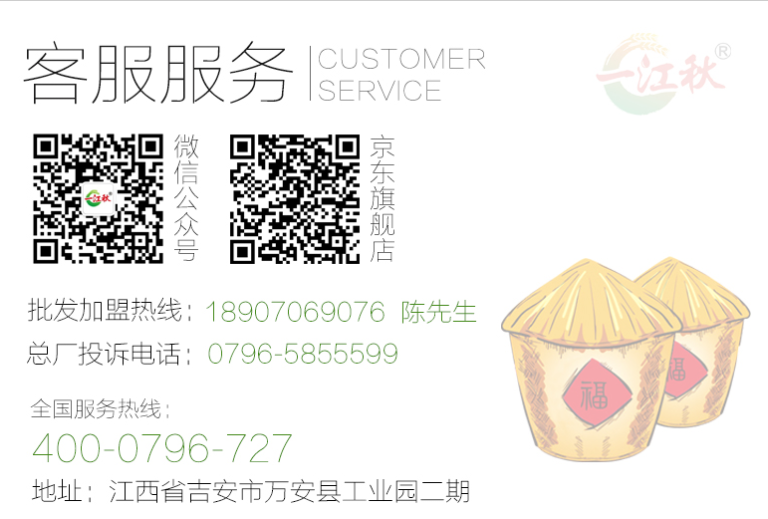 客服服务
CUSTOMER
SERVICE
一江秋®
微信公众号
京东旗舰店
一江秋
批发加盟热线：18907069076 陈先生
总厂投诉电话：0796-5855599
全国服务热线：
400-0796-727
地址：江西省吉安市万安县工业园二期
福
福